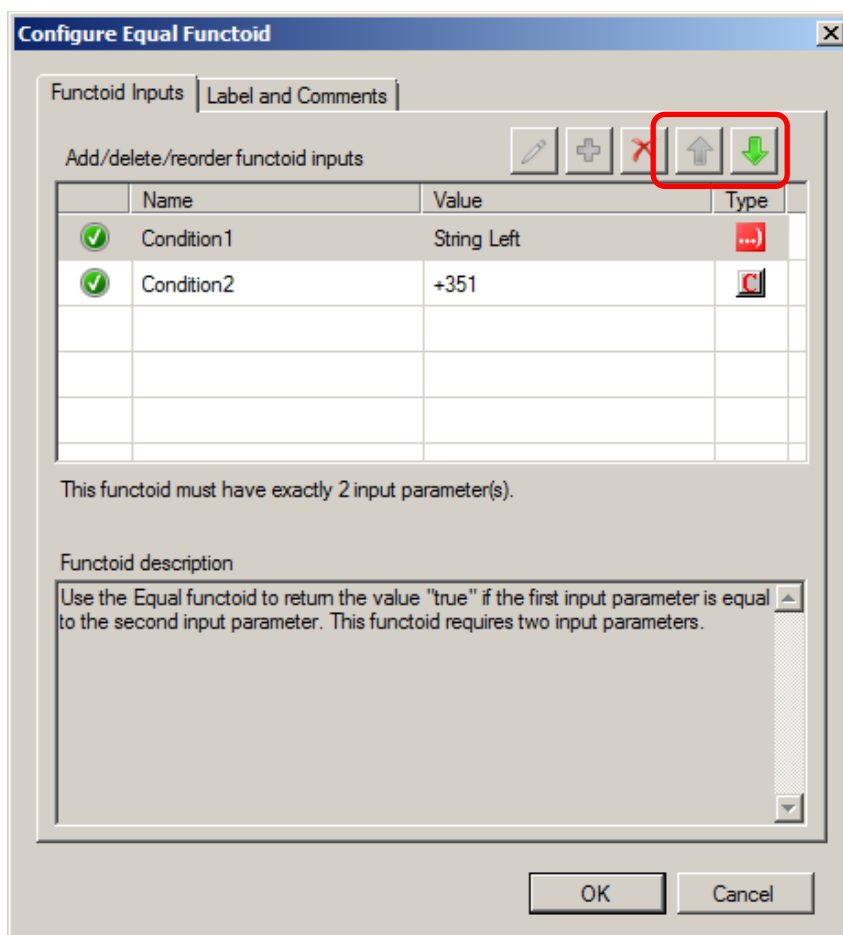 Configure Equal Functoid
Functoid Inputs Label and Comments
Add/delete/reorder functoid inputs
Name Value Type
Condition1 String Left ...)
Condition2 +351 C
This functoid must have exactly 2 input parameter(s).
Functoid description
Use the Equal functoid to return the value "true" if the first input parameter is equal
to the second input parameter. This functoid requires two input parameters.
OK Cancel